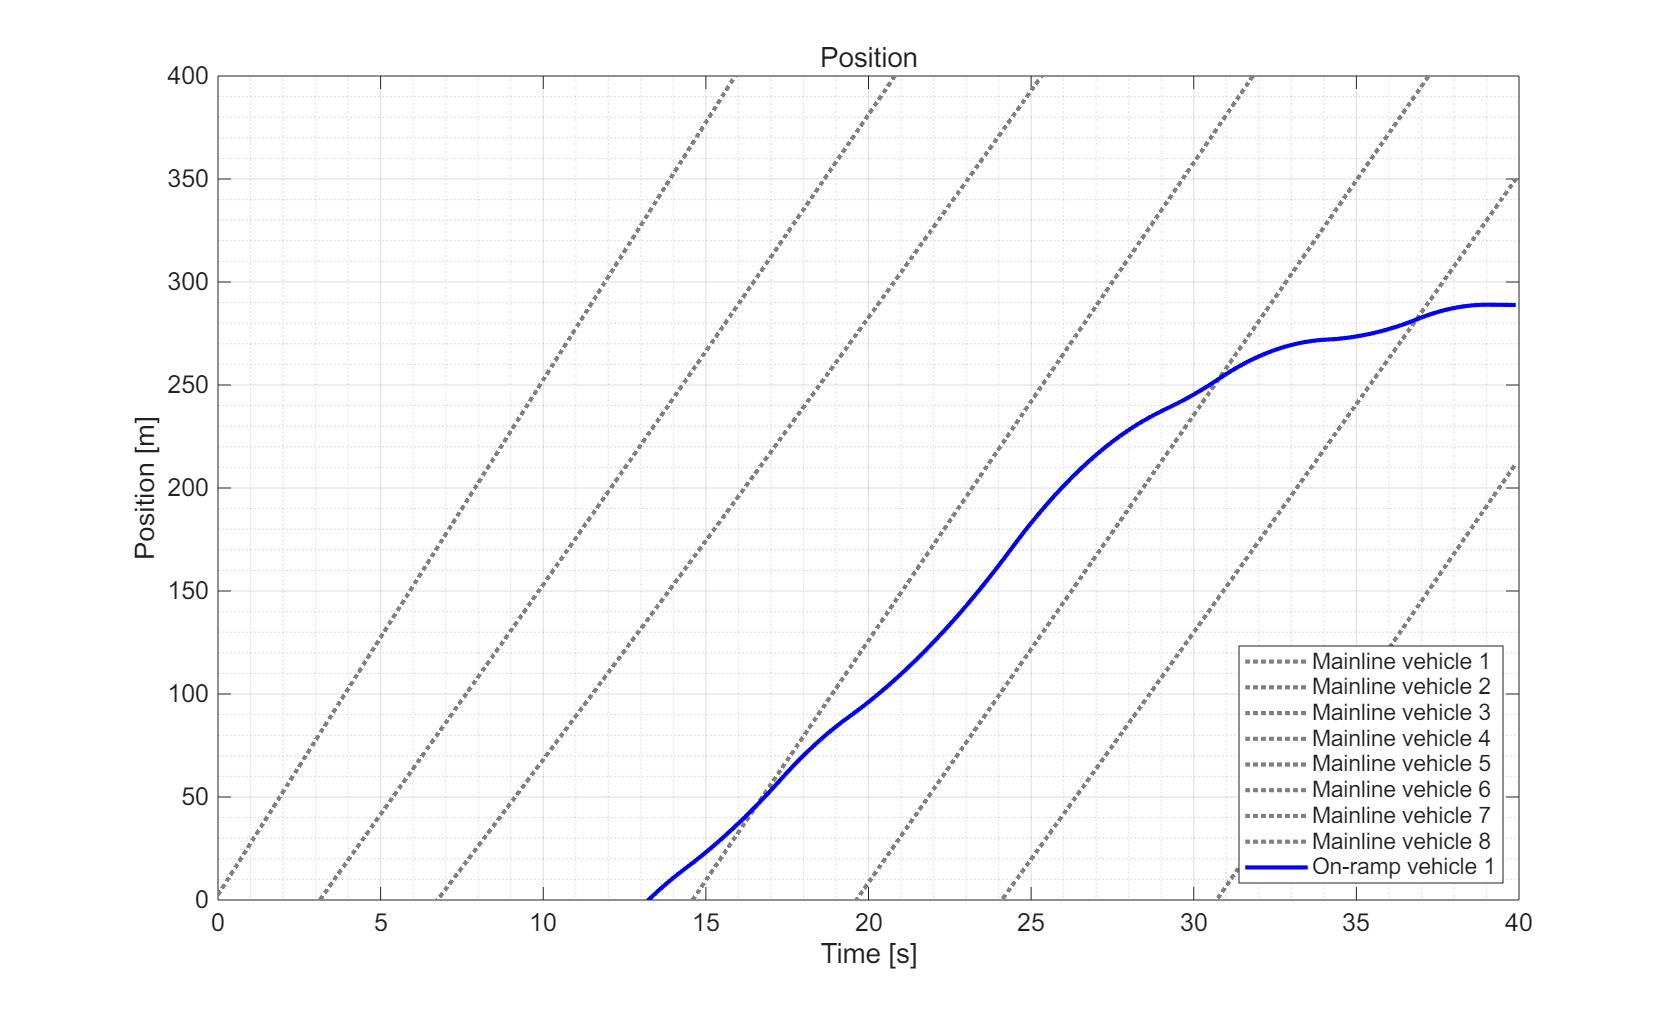 Position
400
350
300
250
200
150
100
50
0
Position [m]
0 5 10 15 20 25 30 35 40
Time [s]
Mainline vehicle 1
Mainline vehicle 2
Mainline vehicle 3
Mainline vehicle 4
Mainline vehicle 5
Mainline vehicle 6
Mainline vehicle 7
Mainline vehicle 8
On-ramp vehicle 1